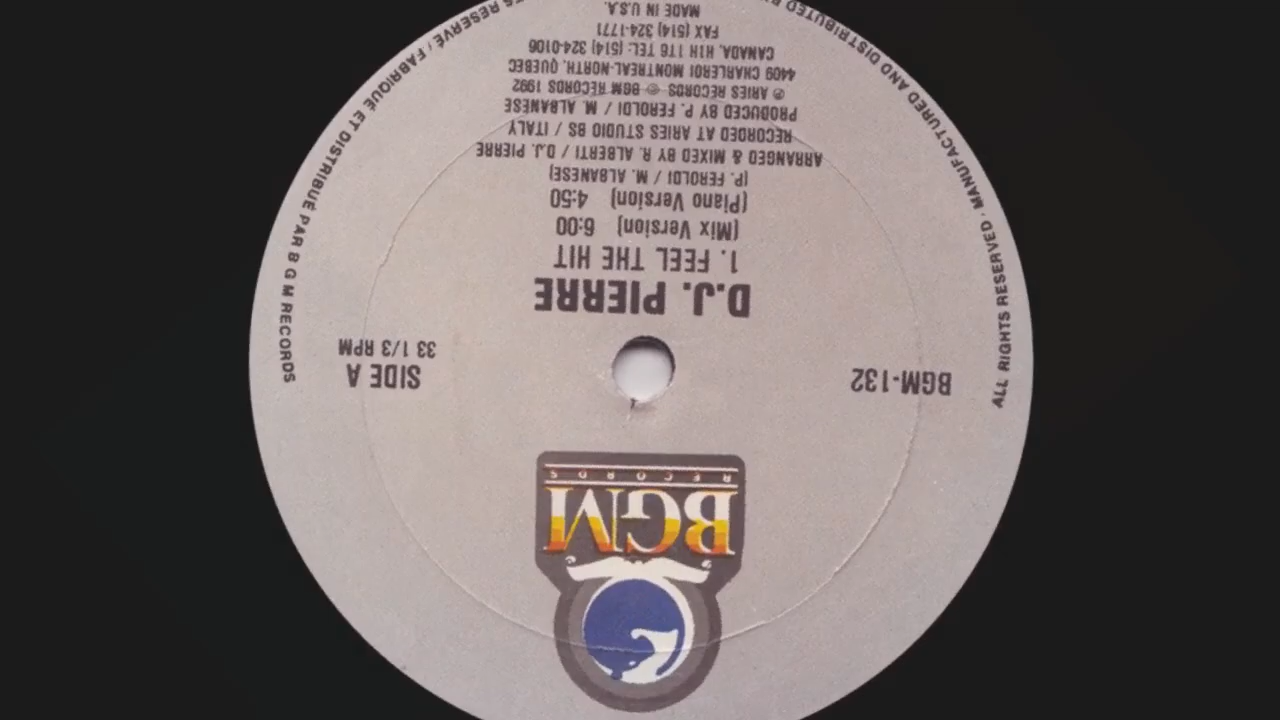 BGM
RECORDS
BGM-132
SIDE A
33 1/3 RPM
D.J. PIERRE
1. FEEL THE HIT
(Mix Version) 6:00
(Piano Version) 4:50
(P. FEROLDI / M. ALBANESE)
ARRANGED & MIXED BY R. ALBERTI / D.J. PIERRE
RECORDED AT ARIES STUDIO BS / ITALY
PRODUCED BY P. FEROLDI / M. ALBANESE
℗ ARIES RECORDS © BGM RECORDS 1992
4409 CHARLEROI MONTREAL-NORTH, QUEBEC
CANADA, H1H 1T6 TEL: (514) 324-0106
FAX (514) 324-1771
MADE IN U.S.A.
ALL RIGHTS RESERVED · MANUFACTURED AND DISTRIBUTED
RESERVÉ / FABRIQUÉ ET DISTRIBUÉ PAR B G M RECORDS